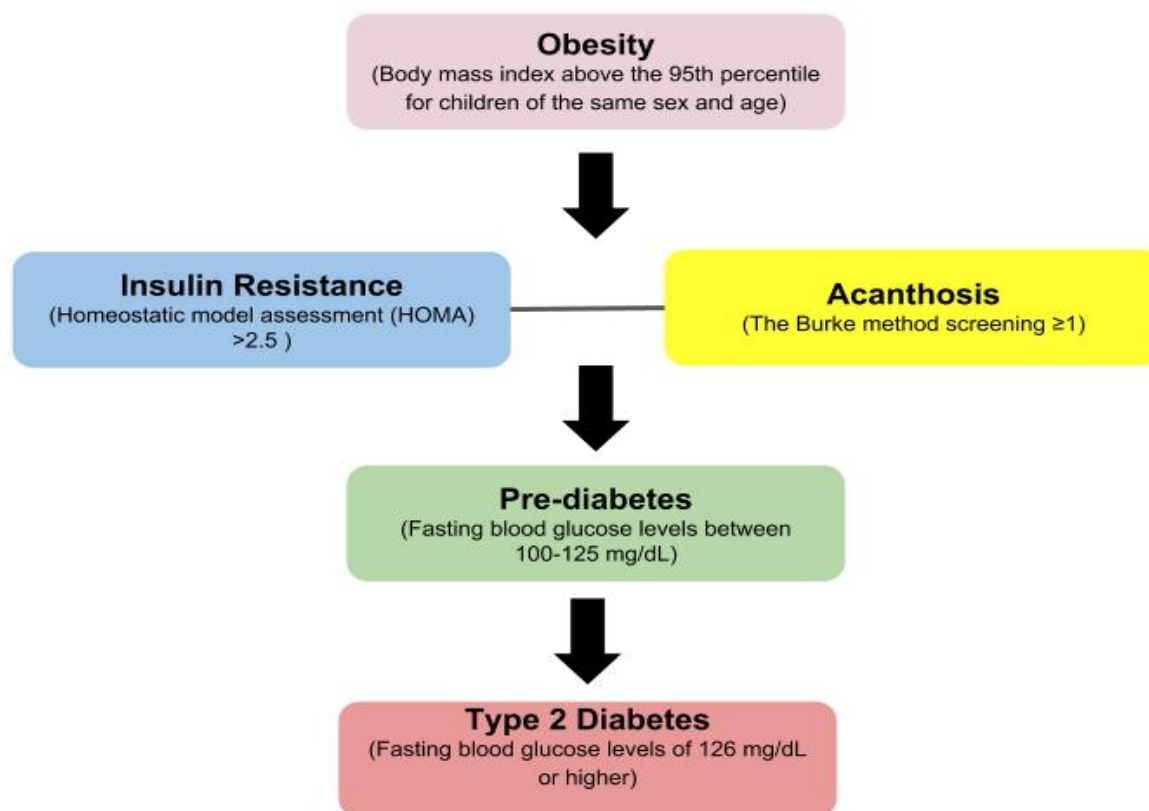 Obesity
(Body mass index above the 95th percentile
for children of the same sex and age)
Insulin Resistance
(Homeostatic model assessment (HOMA)
>2.5 )
Acanthosis
(The Burke method screening ≥1)
Pre-diabetes
(Fasting blood glucose levels between
100-125 mg/dL)
Type 2 Diabetes
(Fasting blood glucose levels of 126 mg/dL
or higher)